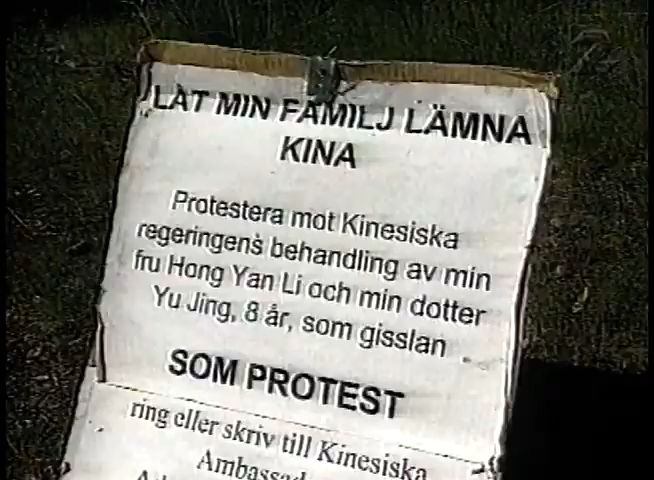 LÅT MIN FAMILJ LÄMNA
KINA
Protestera mot Kinesiska
regeringens behandling av min
fru Hong Yan Li och min dotter
Yu Jing, 8 år, som gisslan
SOM PROTEST
ring eller skriv till Kinesiska